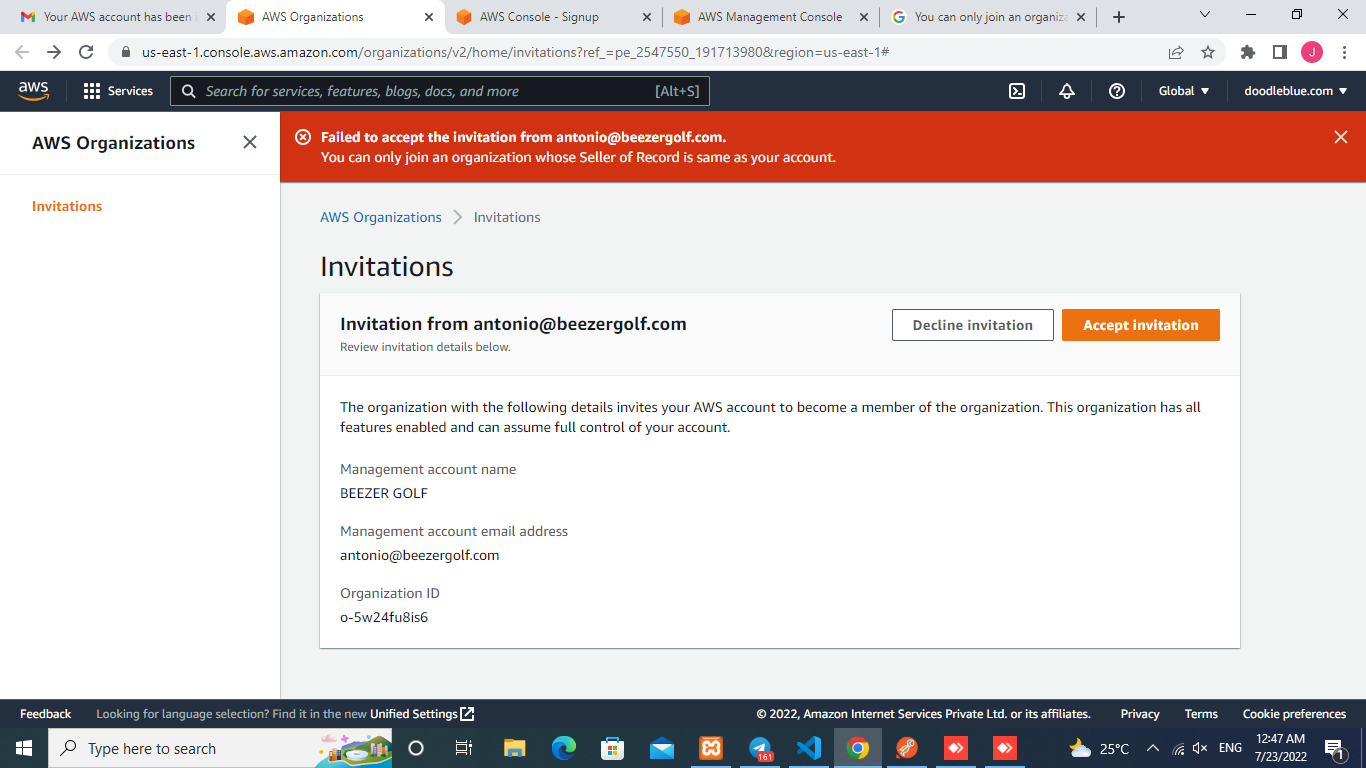 Your AWS account has been i
AWS Organizations
AWS Console - Signup
AWS Management Console
You can only join an organiza
us-east-1.console.aws.amazon.com/organizations/v2/home/invitations?ref_=pe_2547550_191713980&region=us-east-1#
J
aws
Services
Search for services, features, blogs, docs, and more
[Alt+S]
Global
doodleblue.com
AWS Organizations
Invitations
Failed to accept the invitation from antonio@beezergolf.com.
You can only join an organization whose Seller of Record is same as your account.
AWS Organizations
Invitations
Invitations
Invitation from antonio@beezergolf.com
Review invitation details below.
Decline invitation
Accept invitation
The organization with the following details invites your AWS account to become a member of the organization. This organization has all
features enabled and can assume full control of your account.
Management account name
BEEZER GOLF
Management account email address
antonio@beezergolf.com
Organization ID
o-5w24fu8is6
Feedback
Looking for language selection? Find it in the new Unified Settings
© 2022, Amazon Internet Services Private Ltd. or its affiliates.
Privacy
Terms
Cookie preferences
Type here to search
161
25°C
ENG
12:47 AM
7/23/2022
1